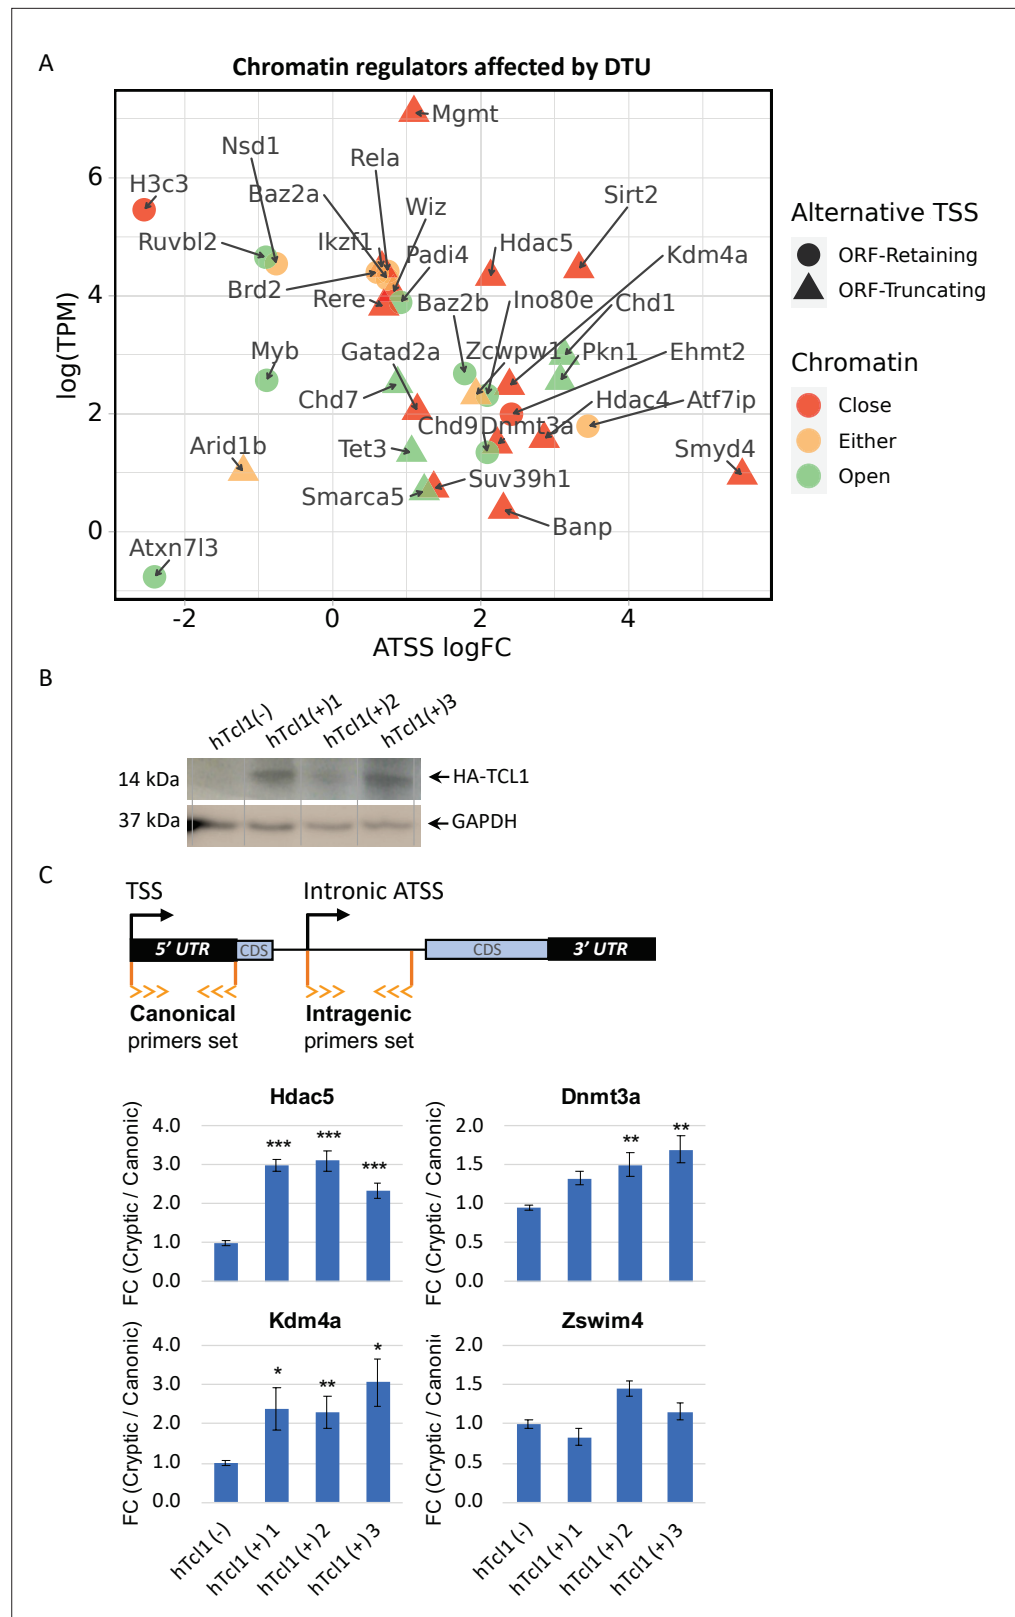 A
Chromatin regulators affected by DTU
Mgmt
Nsd1
Rela
H3c3
Baz2a
Wiz
Sirt2
Ruvbl2
Ikzf1
Padi4
Hdac5
Kdm4a
Brd2
Rere
Baz2b
Ino80e
Chd1
Myb
Gatad2a
Zcwpw1
Pkn1
Ehmt2
Chd7
Hdac4
Atf7ip
Arid1b
Tet3
Chd9
Dnmt3a
Smyd4
Smarca5
Suv39h1
Banp
Atxn7l3
log(TPM)
6
4
2
0
-2
0
2
4
ATSS logFC
Alternative TSS
ORF-Retaining
ORF-Truncating
Chromatin
Close
Either
Open
B
hTcl1(-)
hTcl1(+)1
hTcl1(+)2
hTcl1(+)3
14 kDa
HA-TCL1
37 kDa
GAPDH
C
TSS
Intronic ATSS
5' UTR
CDS
CDS
3' UTR
Canonical
primers set
Intragenic
primers set
Hdac5
FC (Cryptic / Canonic)
4.0
3.0
2.0
1.0
0.0
***
***
***
Dnmt3a
FC (Cryptic / Canonic)
2.0
1.5
1.0
0.5
0.0
**
**
Kdm4a
FC (Cryptic / Canonic)
4.0
3.0
2.0
1.0
0.0
*
**
*
hTcl1(-)
hTcl1(+)1
hTcl1(+)2
hTcl1(+)3
Zswim4
FC (Cryptic / Canonic)
2.0
1.5
1.0
0.5
0.0
hTcl1(-)
hTcl1(+)1
hTcl1(+)2
hTcl1(+)3